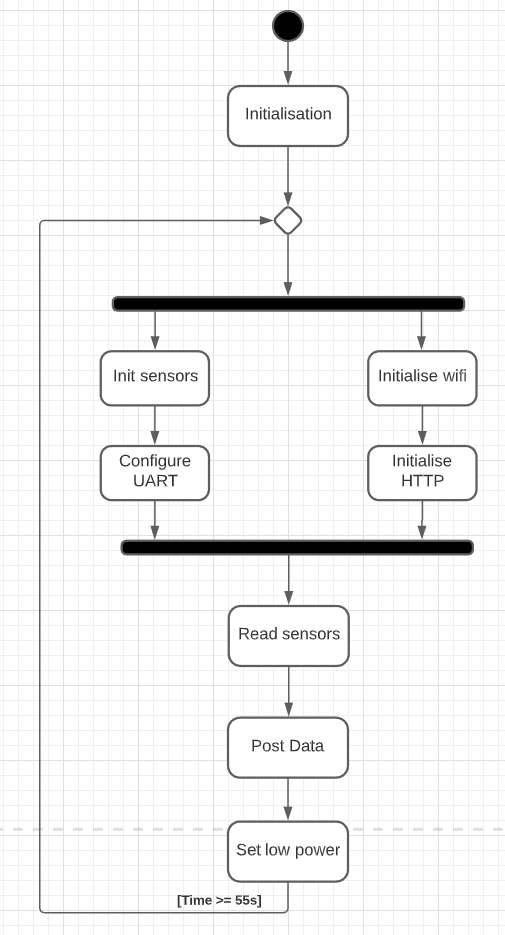 Initialisation
Init sensors
Initialise wifi
Configure
UART
Initialise
HTTP
Read sensors
Post Data
Set low power
[Time >= 55s]